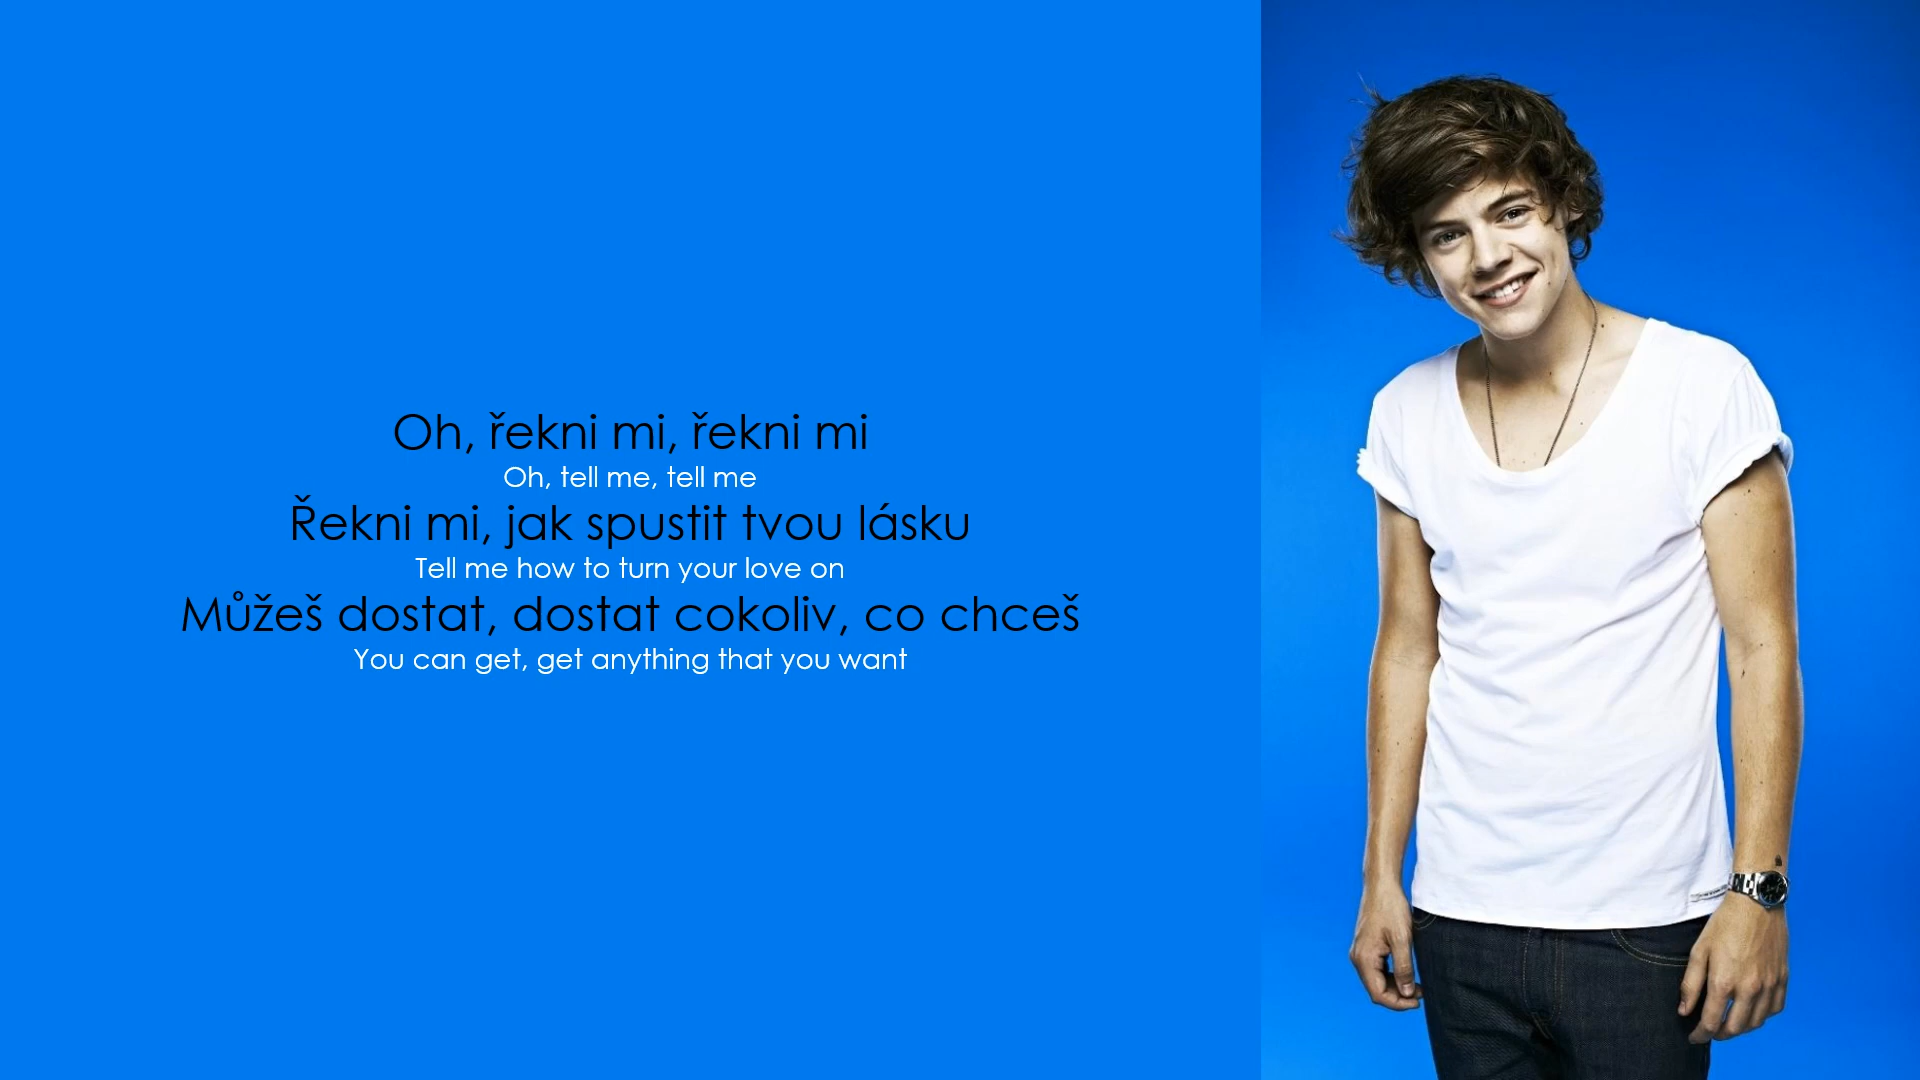 Oh, řekni mi, řekni mi
Oh, tell me, tell me
Řekni mi, jak spustit tvou lásku
Tell me how to turn your love on
Můžeš dostat, dostat cokoliv, co chceš
You can get, get anything that you want